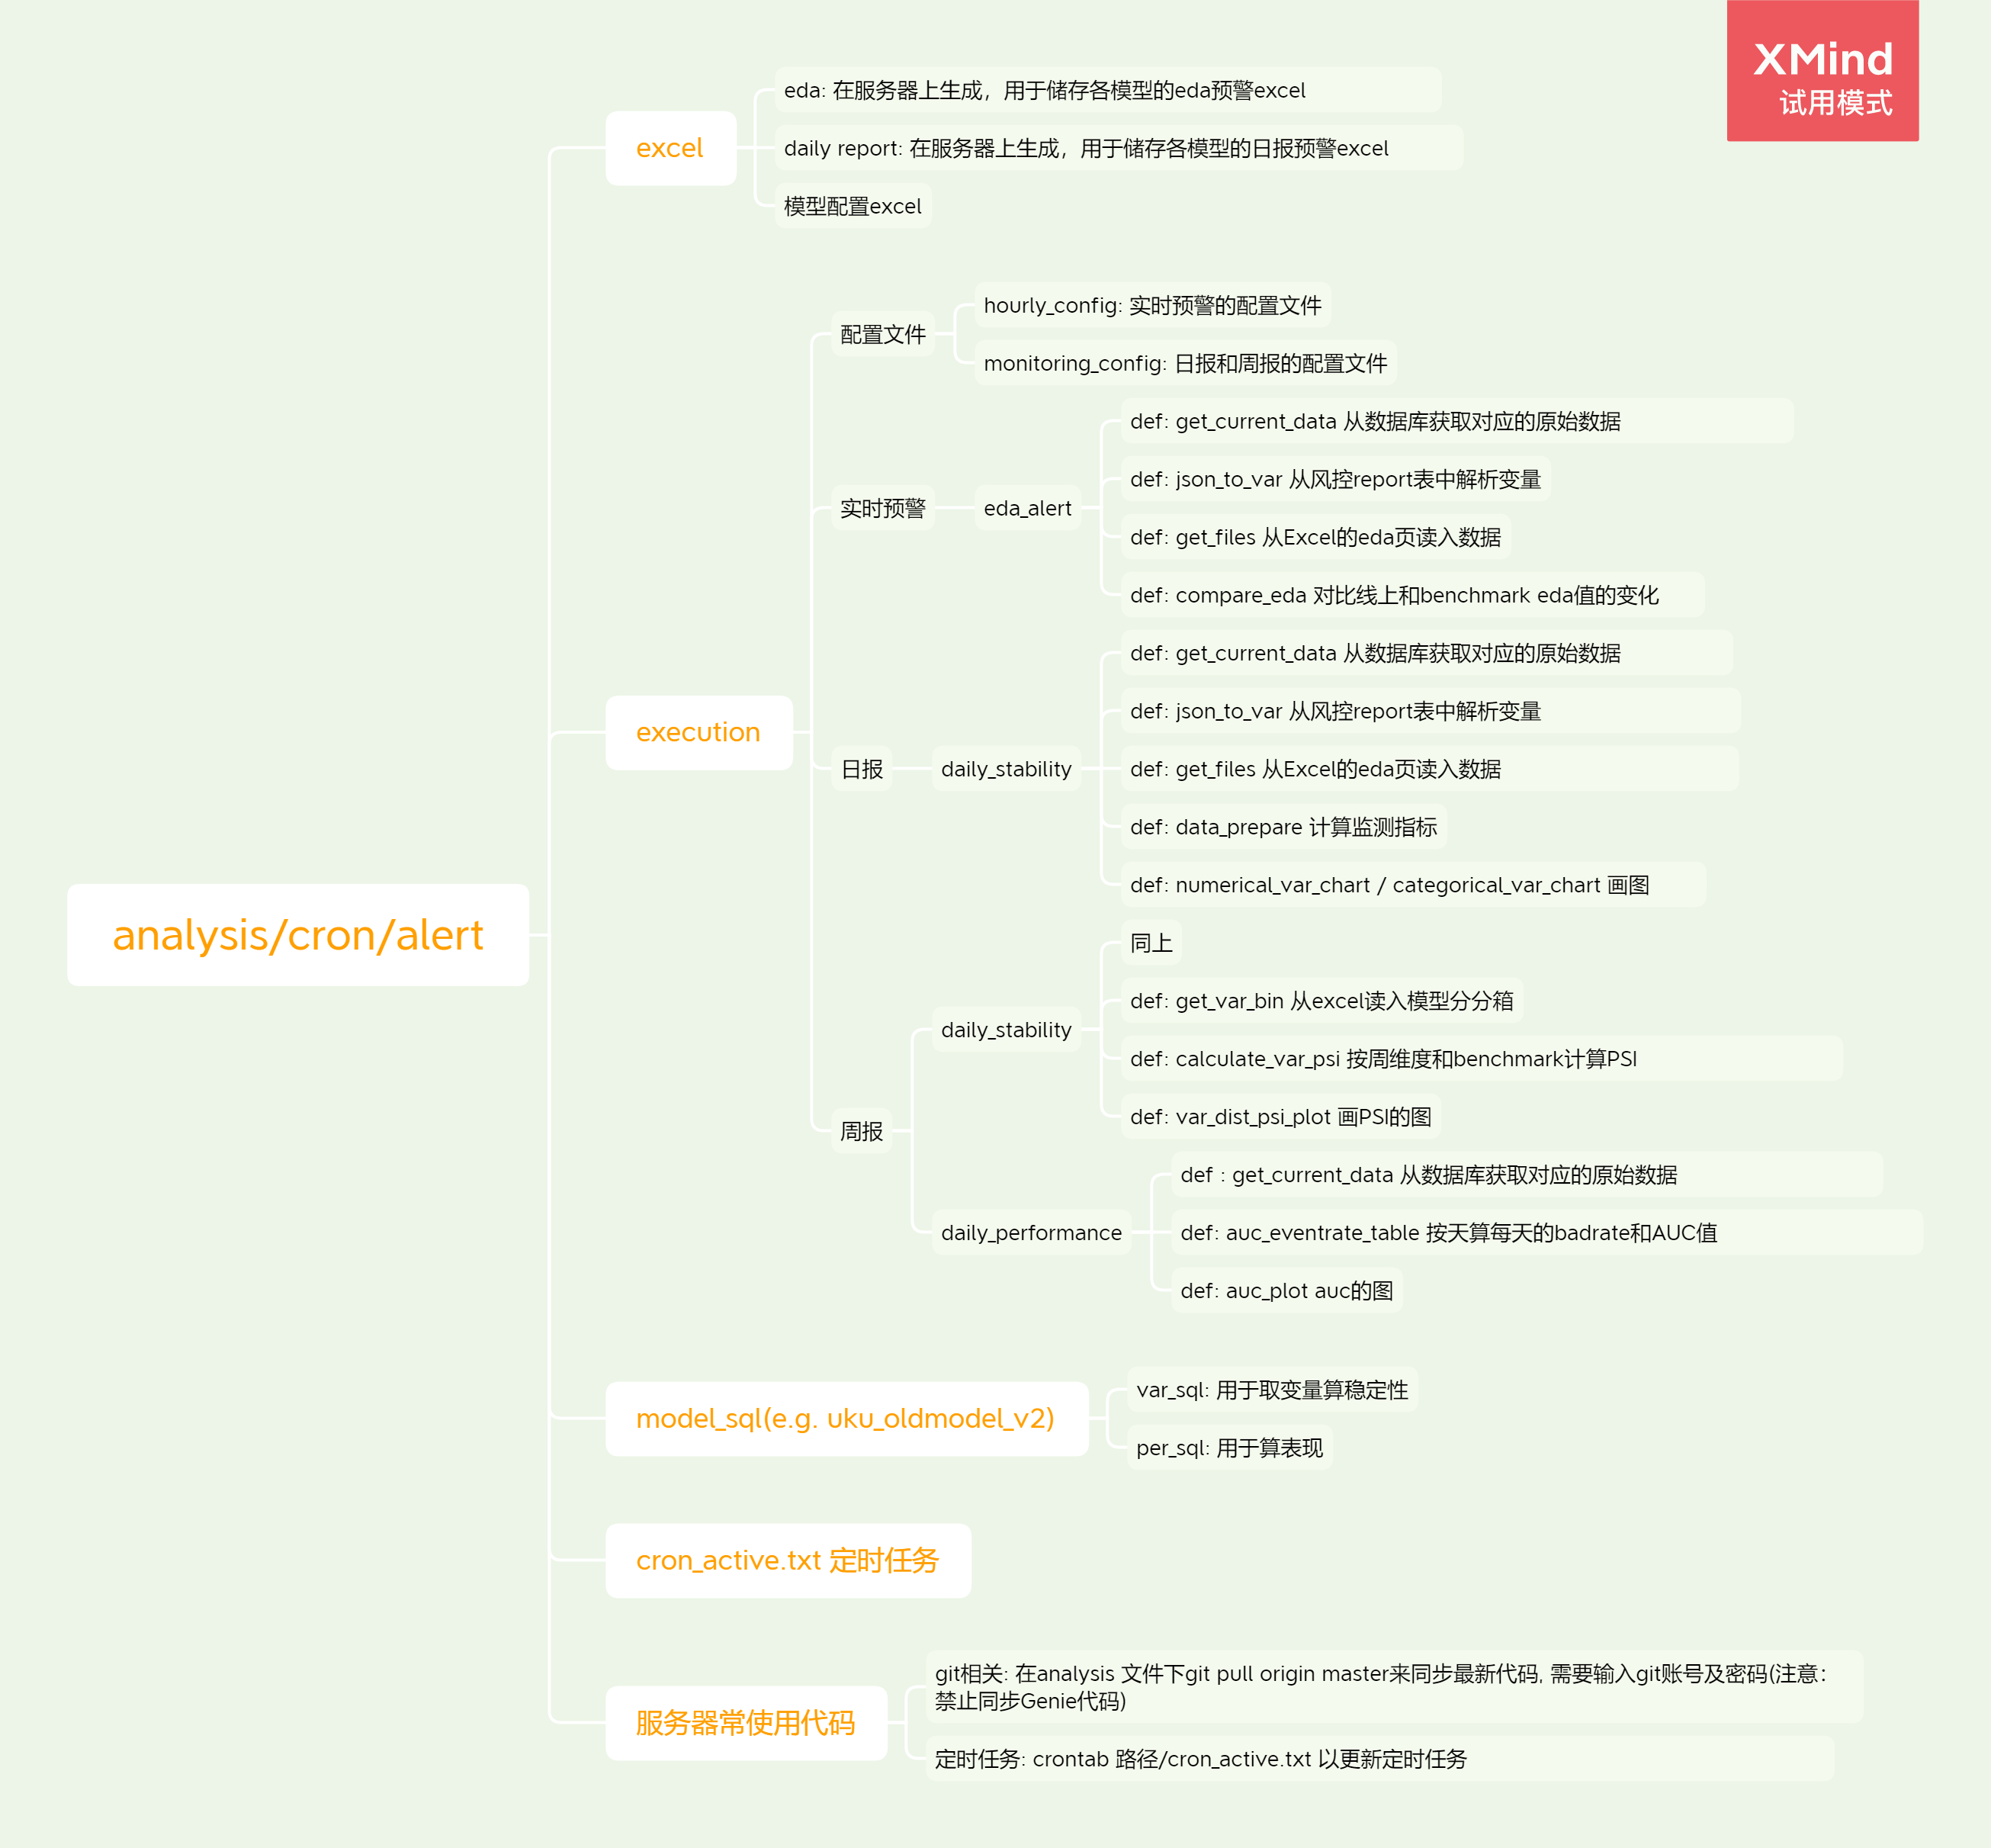 XMind
试用模式
analysis/cron/alert
excel
eda: 在服务器上生成，用于储存各模型的eda预警excel
daily report: 在服务器上生成，用于储存各模型的日报预警excel
模型配置excel
execution
配置文件
hourly_config: 实时预警的配置文件
monitoring_config: 日报和周报的配置文件
实时预警
eda_alert
def: get_current_data 从数据库获取对应的原始数据
def: json_to_var 从风控report表中解析变量
def: get_files 从Excel的eda页读入数据
def: compare_eda 对比线上和benchmark eda值的变化
日报
daily_stability
def: get_current_data 从数据库获取对应的原始数据
def: json_to_var 从风控report表中解析变量
def: get_files 从Excel的eda页读入数据
def: data_prepare 计算监测指标
def: numerical_var_chart / categorical_var_chart 画图
周报
daily_stability
同上
def: get_var_bin 从excel读入模型分分箱
def: calculate_var_psi 按周维度和benchmark计算PSI
def: var_dist_psi_plot 画PSI的图
daily_performance
def : get_current_data 从数据库获取对应的原始数据
def: auc_eventrate_table 按天算每天的badrate和AUC值
def: auc_plot auc的图
model_sql(e.g. uku_oldmodel_v2)
var_sql: 用于取变量算稳定性
per_sql: 用于算表现
cron_active.txt 定时任务
服务器常使用代码
git相关: 在analysis 文件下git pull origin master来同步最新代码, 需要输入git账号及密码(注意：
禁止同步Genie代码)
定时任务: crontab 路径/cron_active.txt 以更新定时任务